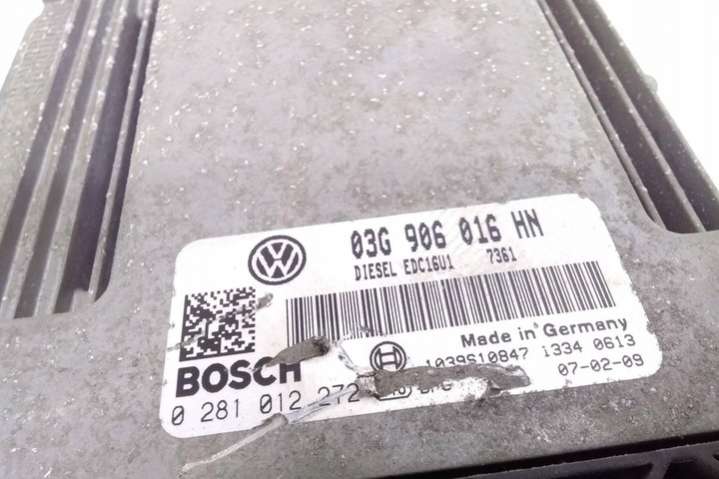 03G 906 016 HN
DIESEL EDC16U1 7361
Made in Germany
BOSCH
1039S10847 1334 0613
0 281 012 272
07-02-09